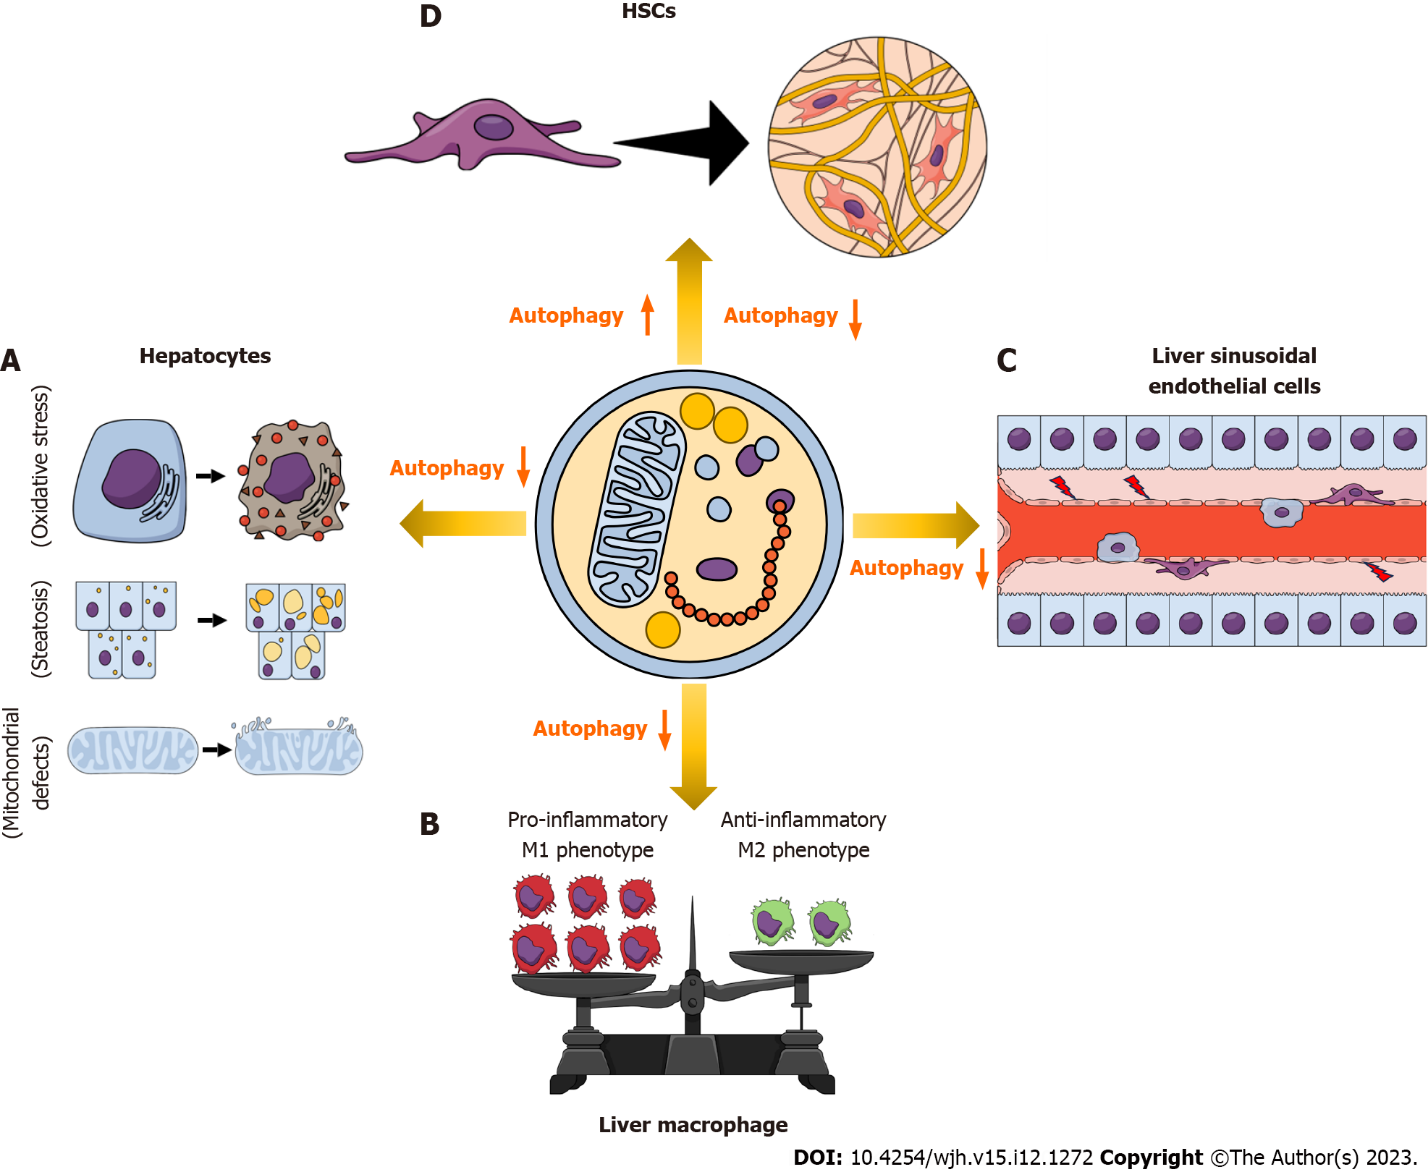 D
HSCs
Autophagy
Autophagy
A
Hepatocytes
(Oxidative stress)
(Steatosis)
(Mitochondrial
defects)
Autophagy
C
Liver sinusoidal
endothelial cells
Autophagy
Autophagy
B
Pro-inflammatory
M1 phenotype
Anti-inflammatory
M2 phenotype
Liver macrophage
DOI: 10.4254/wjh.v15.i12.1272 Copyright ©The Author(s) 2023.